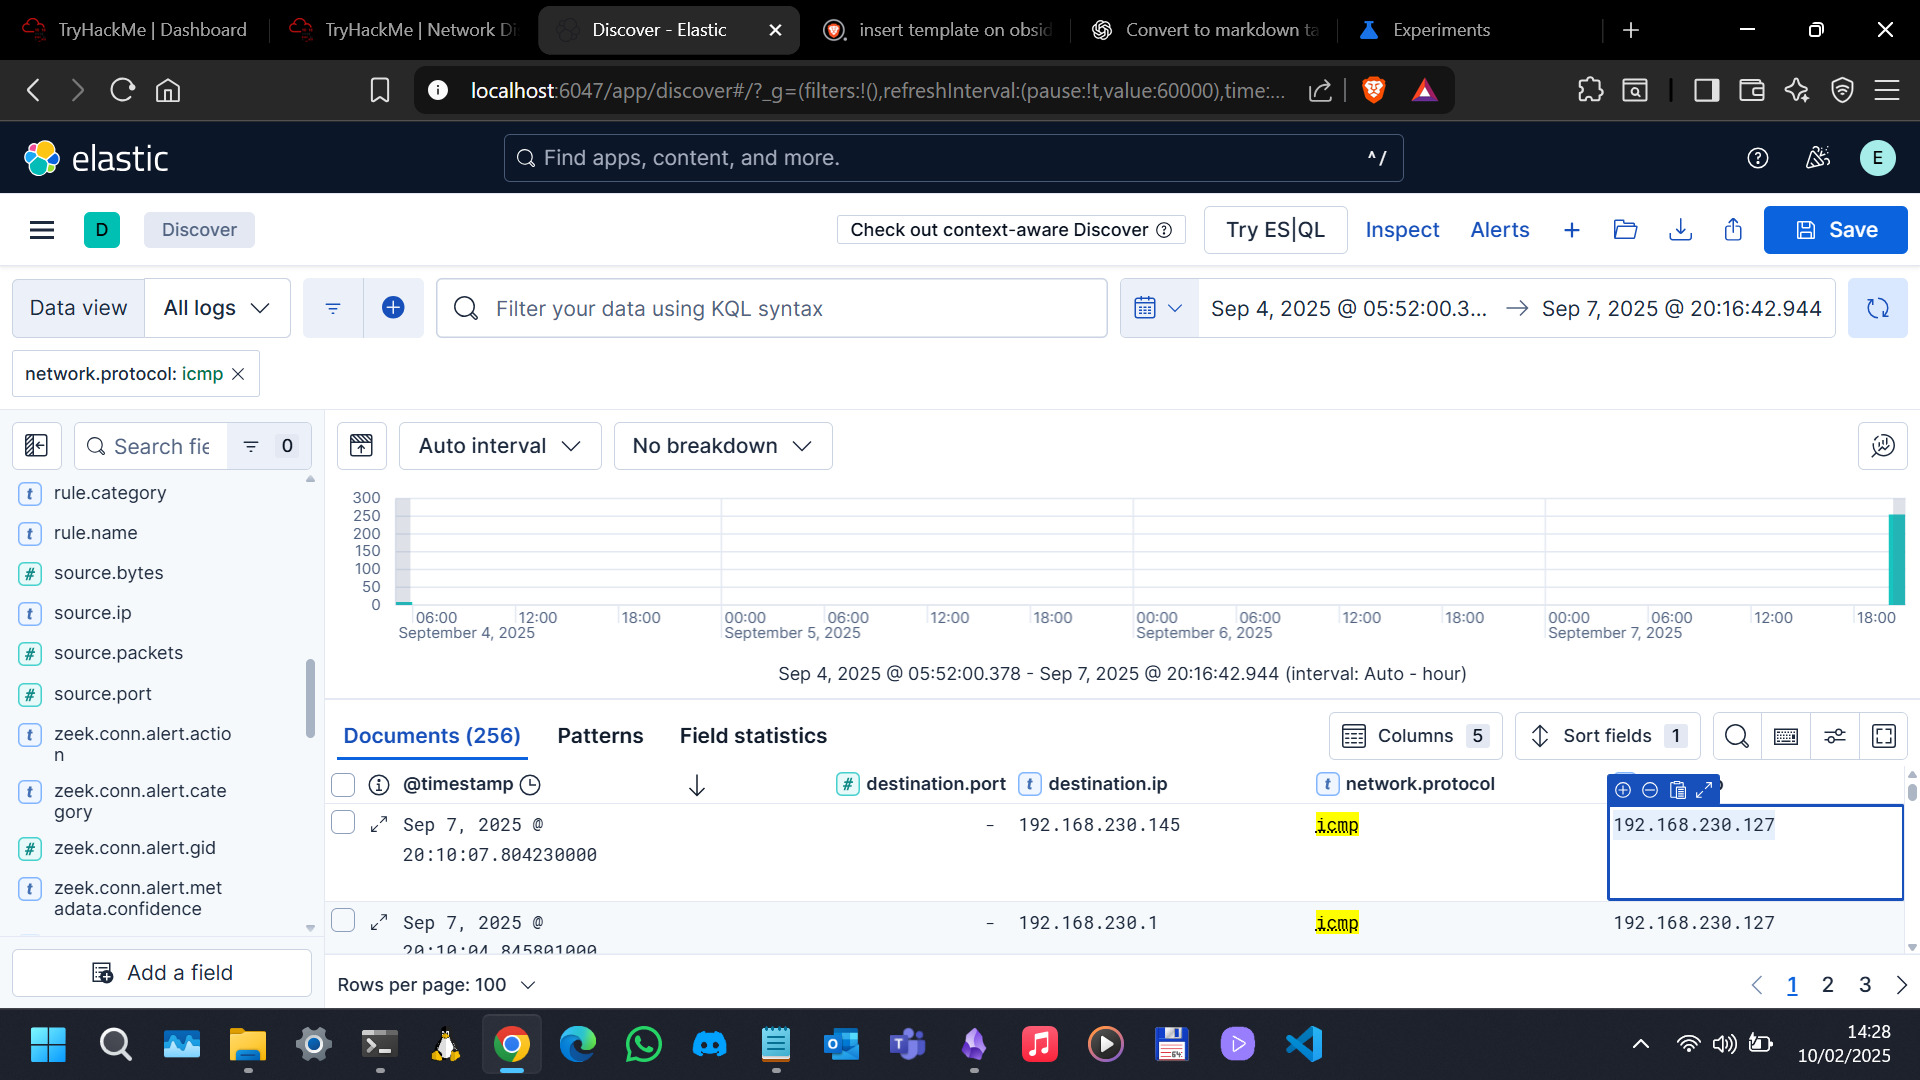 TryHackMe | Dashboard
TryHackMe | Network Di
Discover - Elastic
insert template on obsid
Convert to markdown ta
Experiments
localhost:6047/app/discover#/?_g=(filters:!(),refreshInterval:(pause:!t,value:60000),time:...
elastic
Find apps, content, and more.
^/
E
D
Discover
Check out context-aware Discover
Try ES|QL
Inspect
Alerts
Save
Data view
All logs
Filter your data using KQL syntax
Sep 4, 2025 @ 05:52:00.3... → Sep 7, 2025 @ 20:16:42.944
network.protocol: icmp
Search fie
0
Auto interval
No breakdown
t rule.category
t rule.name
# source.bytes
t source.ip
# source.packets
# source.port
t zeek.conn.alert.actio
n
t zeek.conn.alert.cate
gory
# zeek.conn.alert.gid
t zeek.conn.alert.met
adata.confidence
Add a field
300
250
200
150
100
50
0
06:00 12:00 18:00 00:00 06:00 12:00 18:00 00:00 06:00 12:00 18:00 00:00 06:00 12:00 18:00
September 4, 2025 September 5, 2025 September 6, 2025 September 7, 2025
Sep 4, 2025 @ 05:52:00.378 - Sep 7, 2025 @ 20:16:42.944 (interval: Auto - hour)
Documents (256)
Patterns
Field statistics
Columns 5
Sort fields 1
@timestamp
# destination.port
t destination.ip
t network.protocol
Sep 7, 2025 @ - 192.168.230.145 icmp 192.168.230.127
20:10:07.804230000
Sep 7, 2025 @ - 192.168.230.1 icmp 192.168.230.127
20:10:04.845801000
Rows per page: 100
1 2 3
14:28
10/02/2025